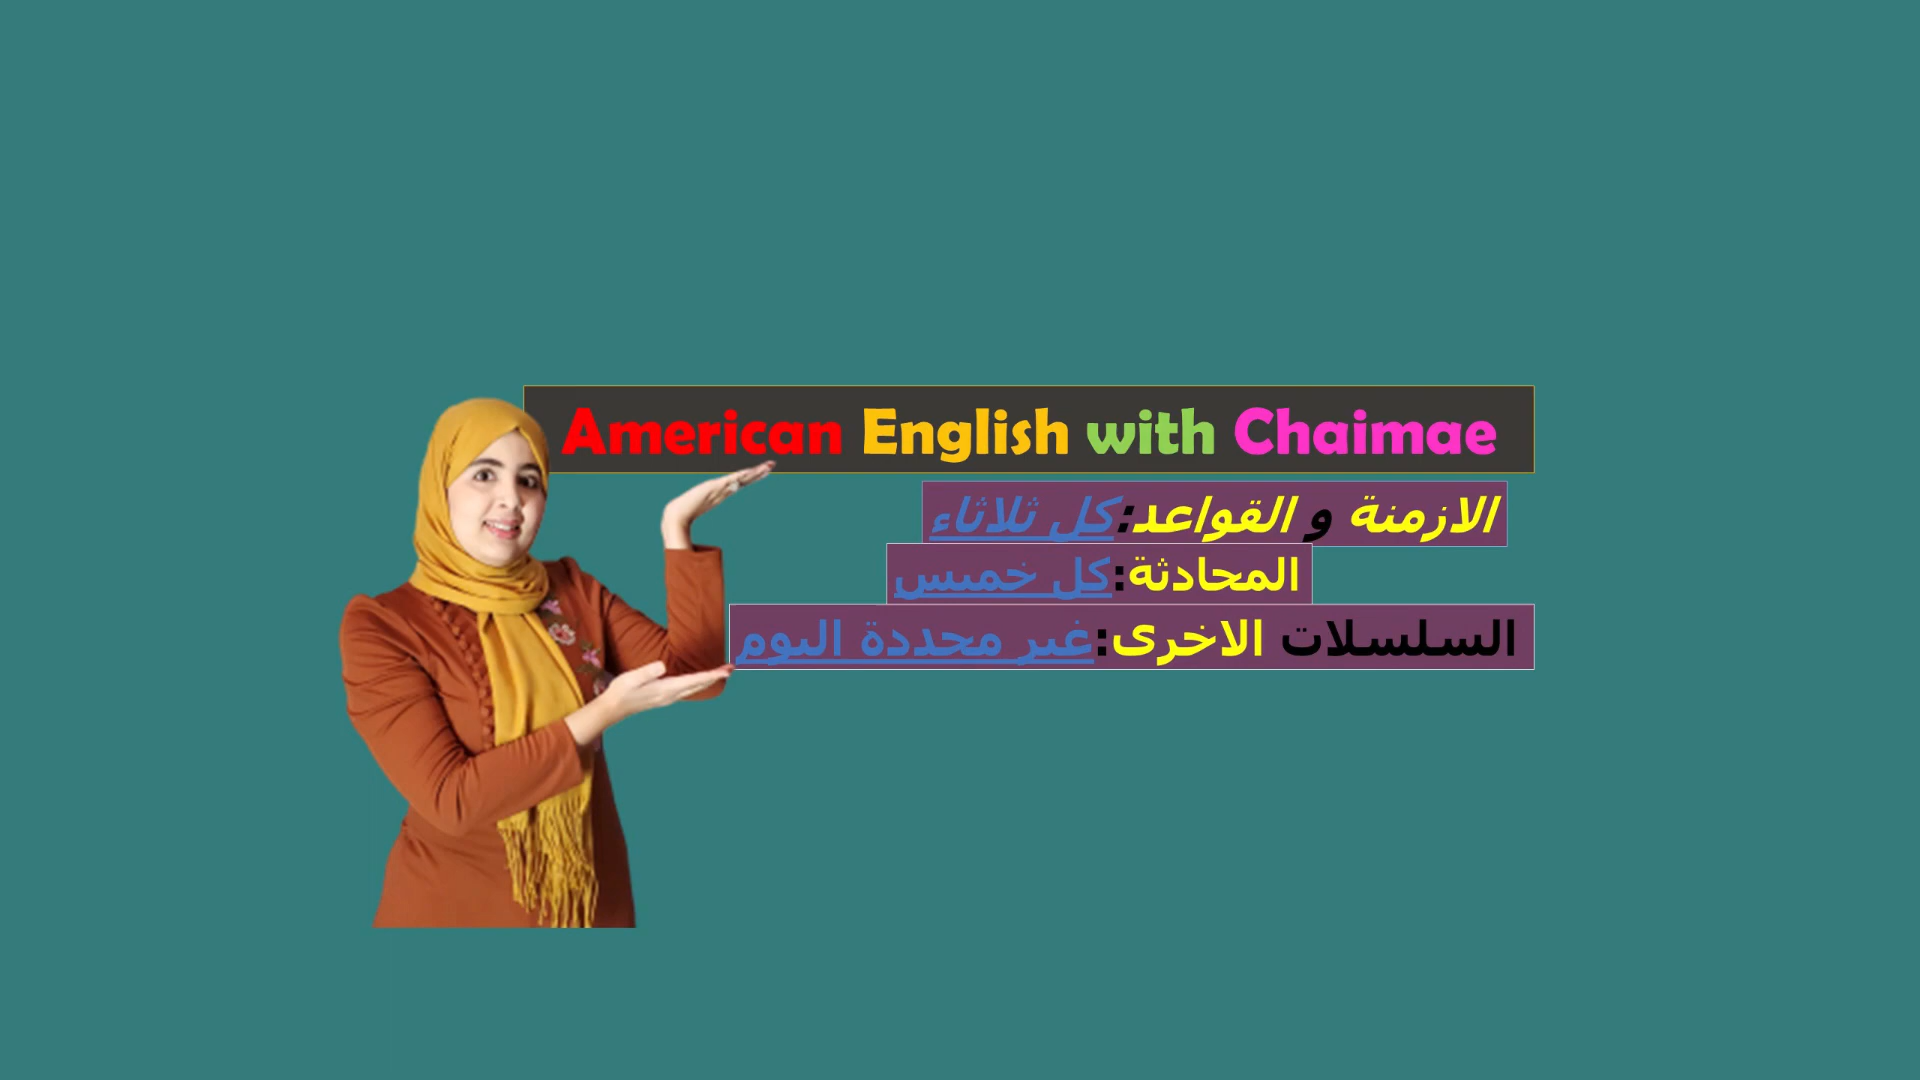 American English with Chaimae
الازمنة و القواعد:كل ثلاثاء
المحادثة:كل خميس
السلسلات الاخرى:غير محددة اليوم